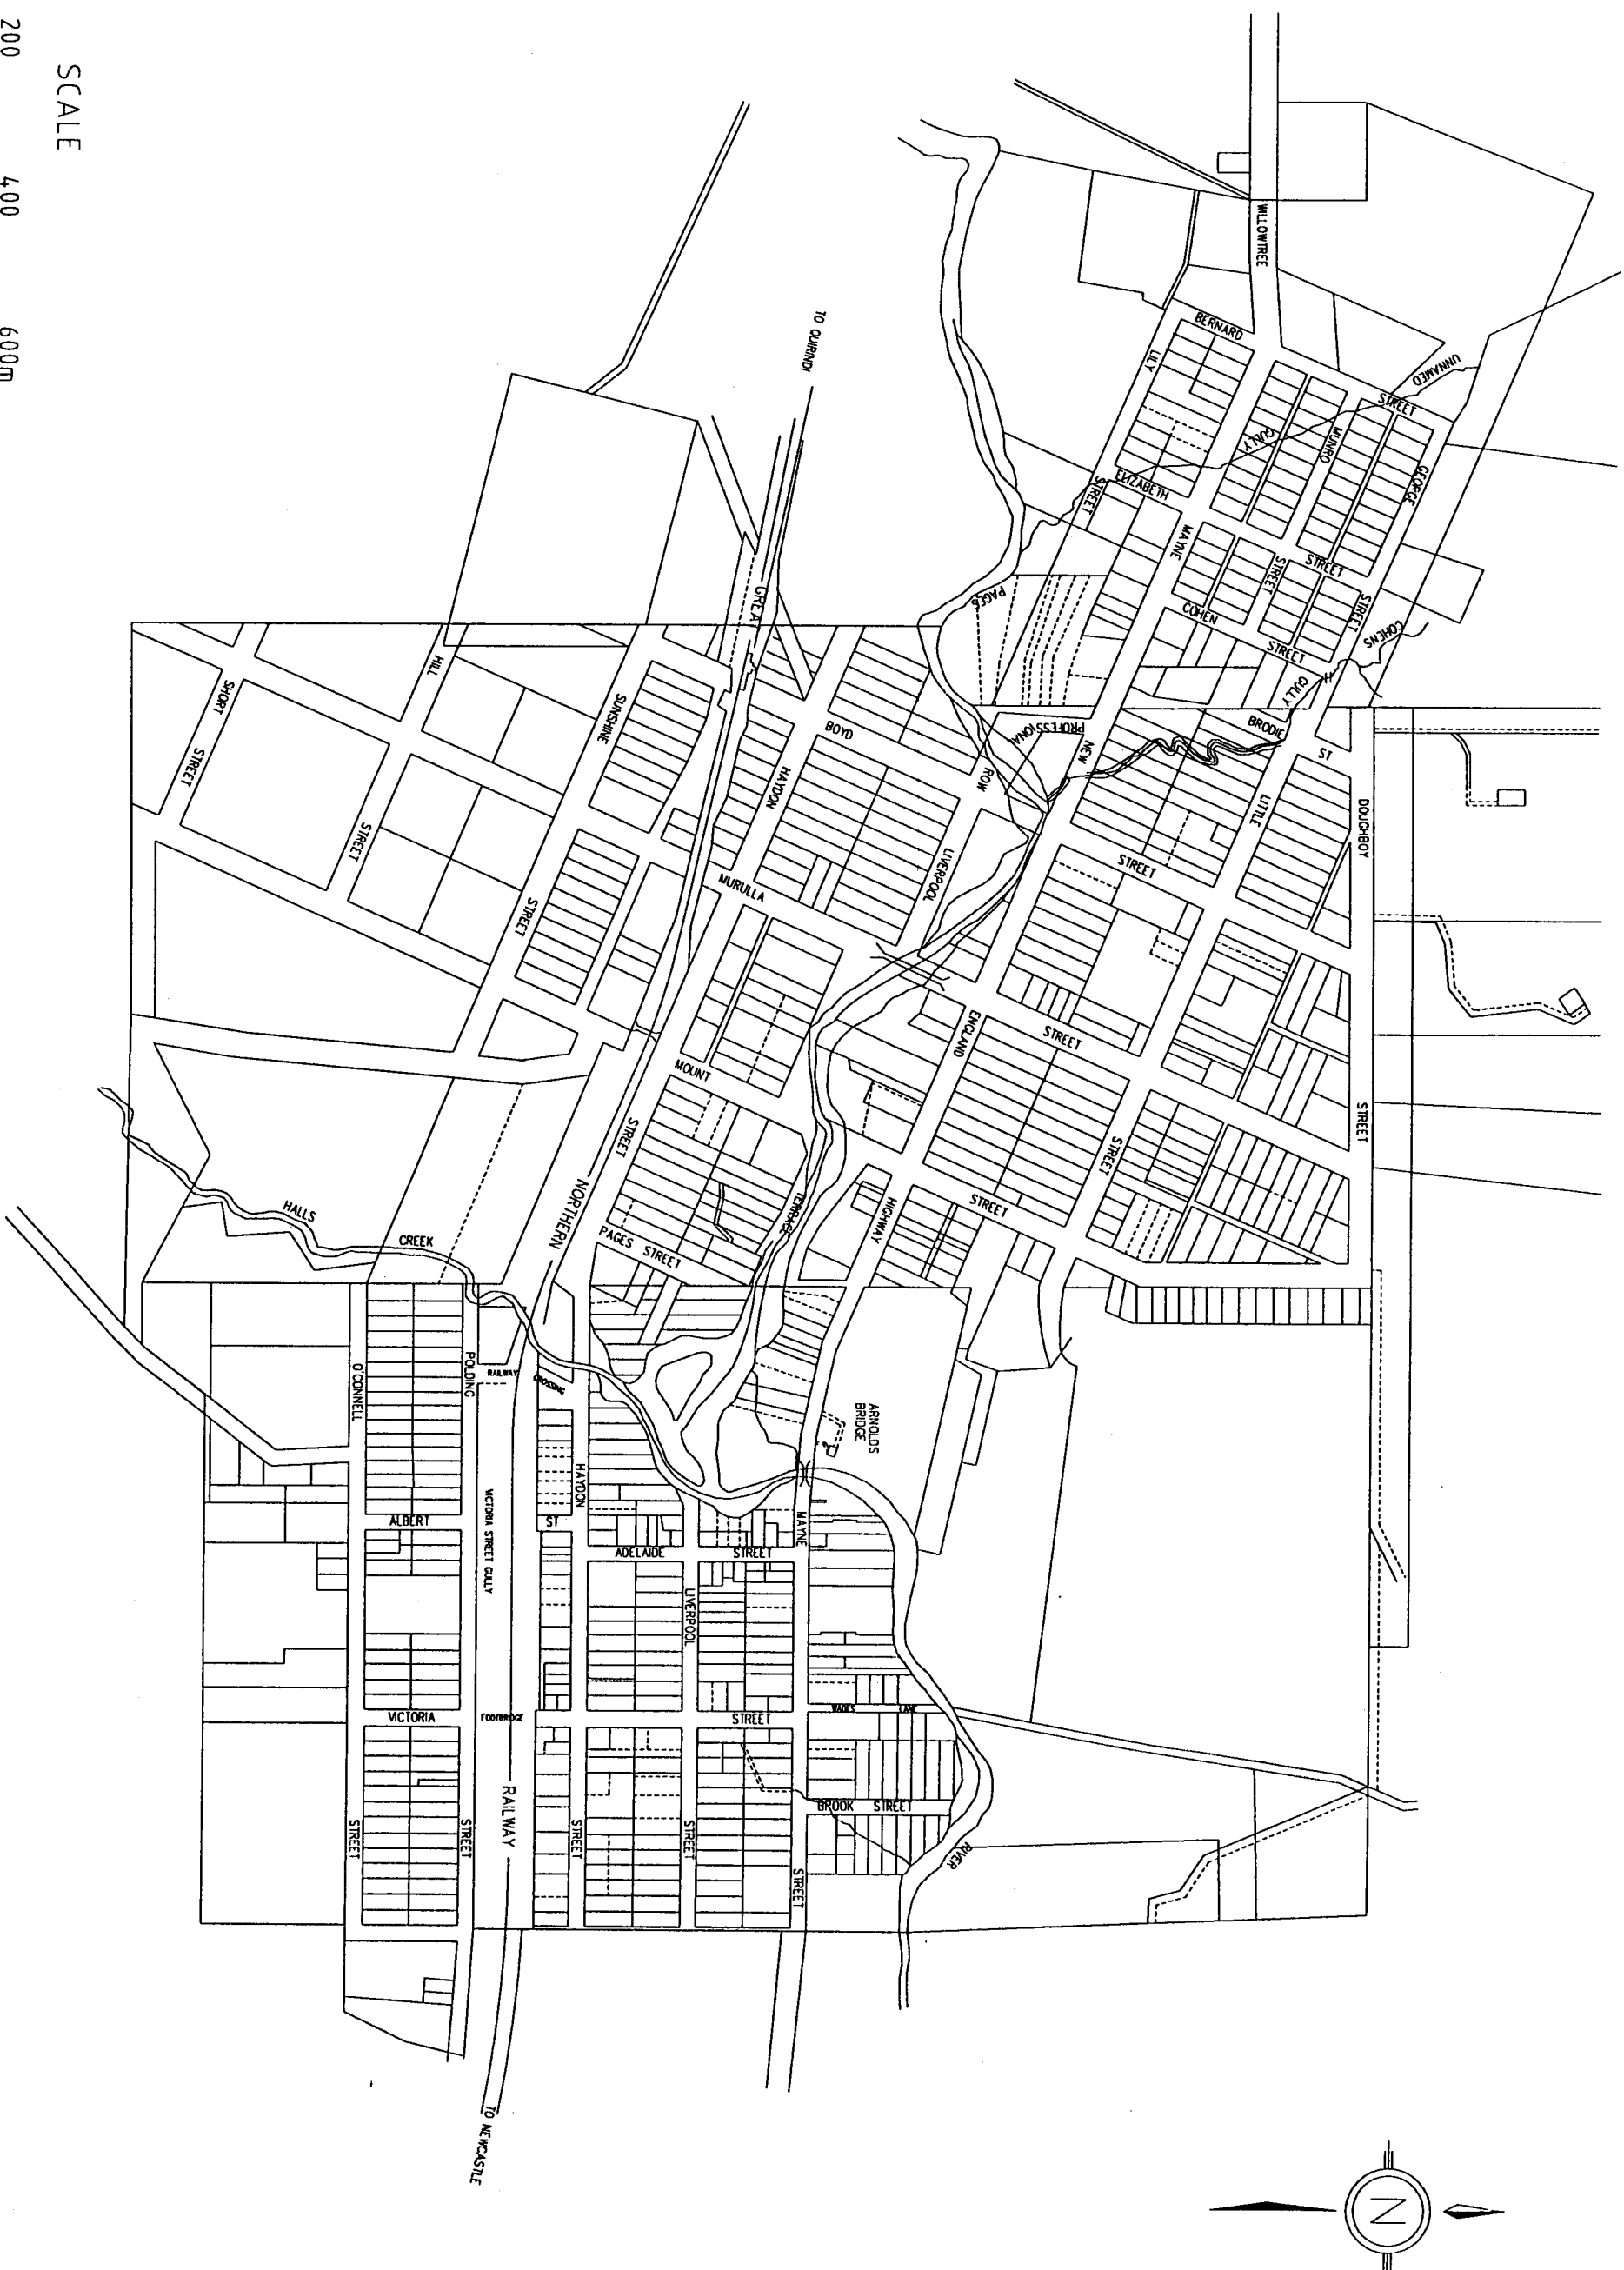 SCALE
200 400 600m
WILLOWTREE
BERNARD
STREET
UNNAMED
GULLY
LILY
STREET
MUNRO
STREET
GEORGE
STREET
ELIZABETH
STREET
MAYNE
COHEN
STREET
COHENS
GULLY
TO QUIRINDI
GREAT
PAGES
PROFESSIONAL
ROW
NEW
BRODIE
ST
DOUGHBOY
STREET
LITTLE
STREET
HILL
STREET
SHORT
STREET
SUNSHINE
STREET
BOYD
STREET
HAYDON
STREET
LIVERPOOL
TERRACE
MURULLA
STREET
ENGLAND
HIGHWAY
MOUNT
STREET
NORTHERN
PAGES STREET
HALLS
CREEK
POLDING
STREET
O'CONNELL
STREET
RAILWAY
CROSSING
ARNOLDS
BRIDGE
HAYDON
STREET
MAYNE
STREET
ALBERT
ST
VICTORIA STREET GULLY
ADELAIDE STREET
LIVERPOOL
STREET
VICTORIA
STREET
FOOTBRIDGE
WADES LANE
BROOK STREET
RIVER
RAILWAY
TO NEWCASTLE
N